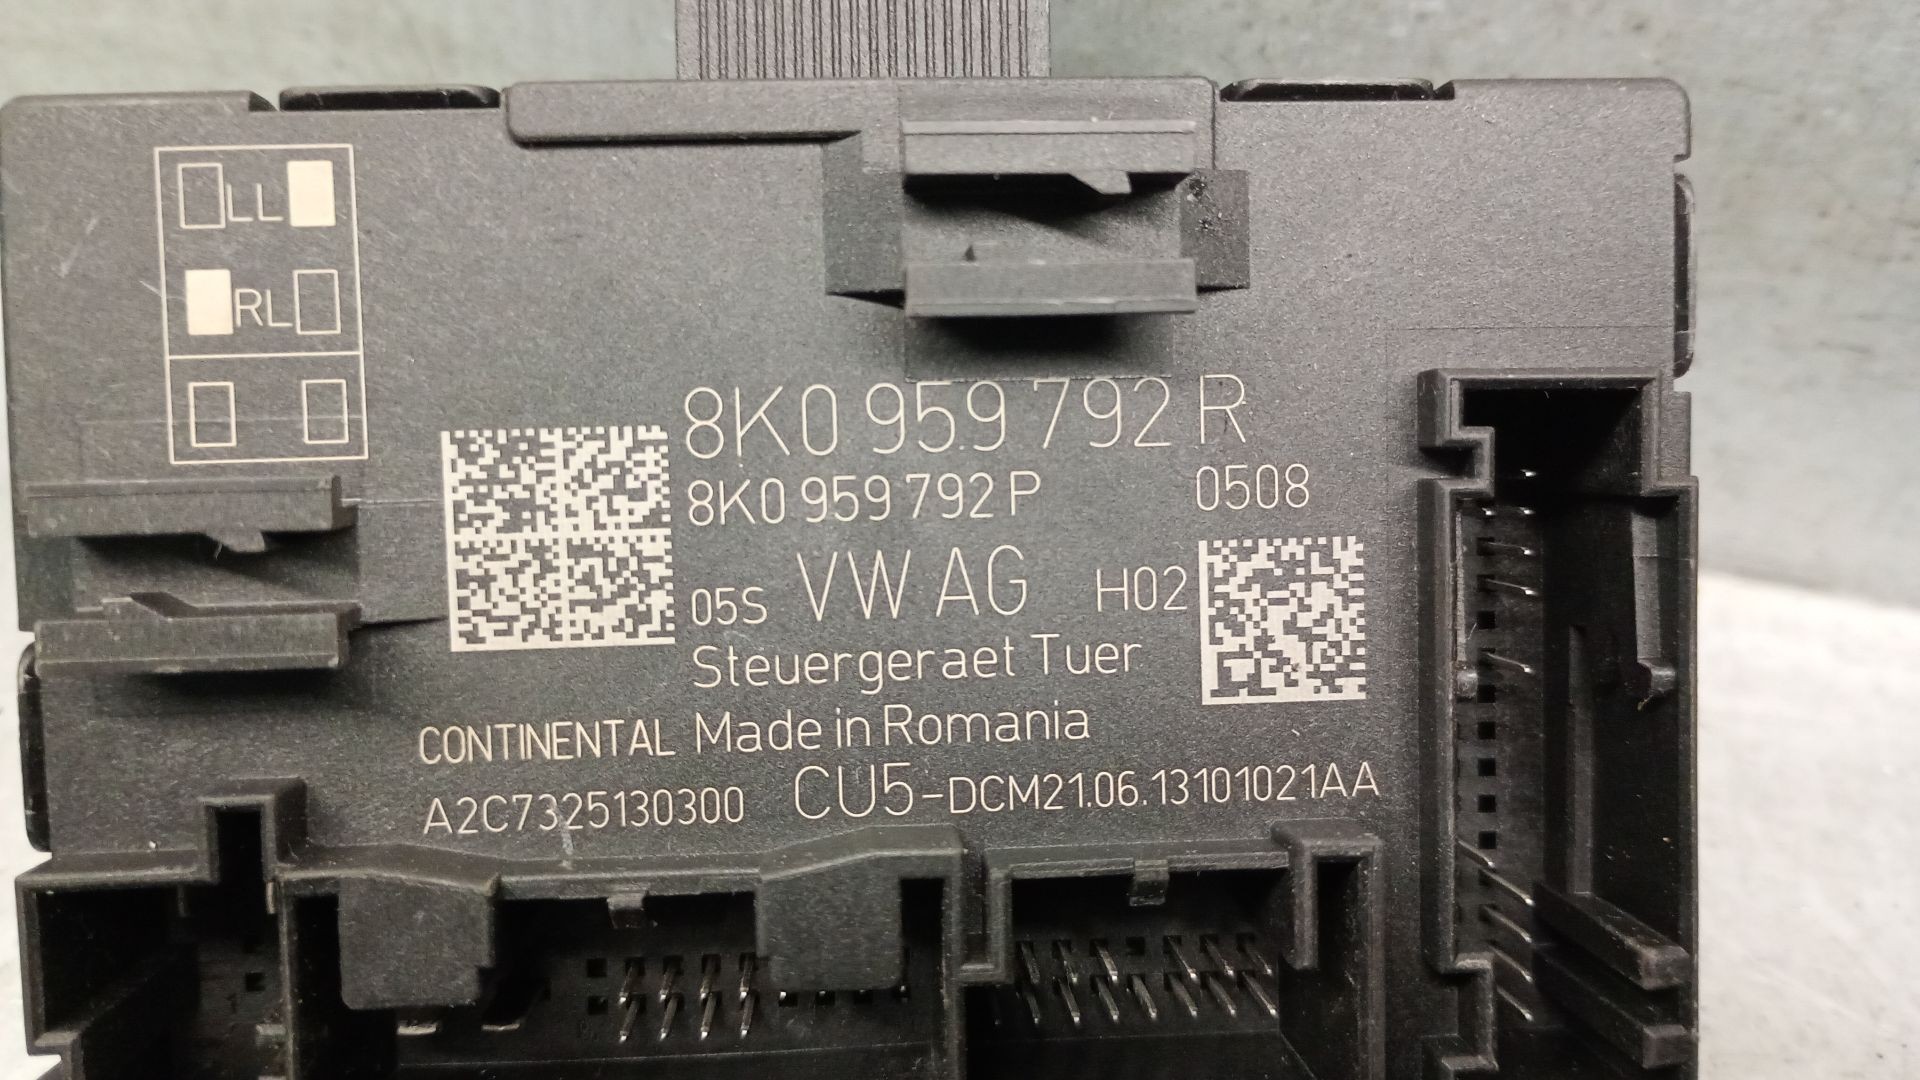 LL
RL
8K0 959 792 R
8K0 959 792 P 0508
05S VW AG H02
Steuergeraet Tuer
CONTINENTAL Made in Romania
A2C7325130300 CU5-DCM21.06.13101021AA